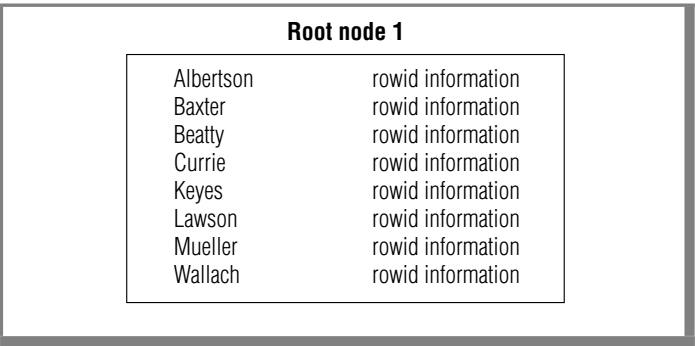 Root node 1
Albertson rowid information
Baxter rowid information
Beatty rowid information
Currie rowid information
Keyes rowid information
Lawson rowid information
Mueller rowid information
Wallach rowid information